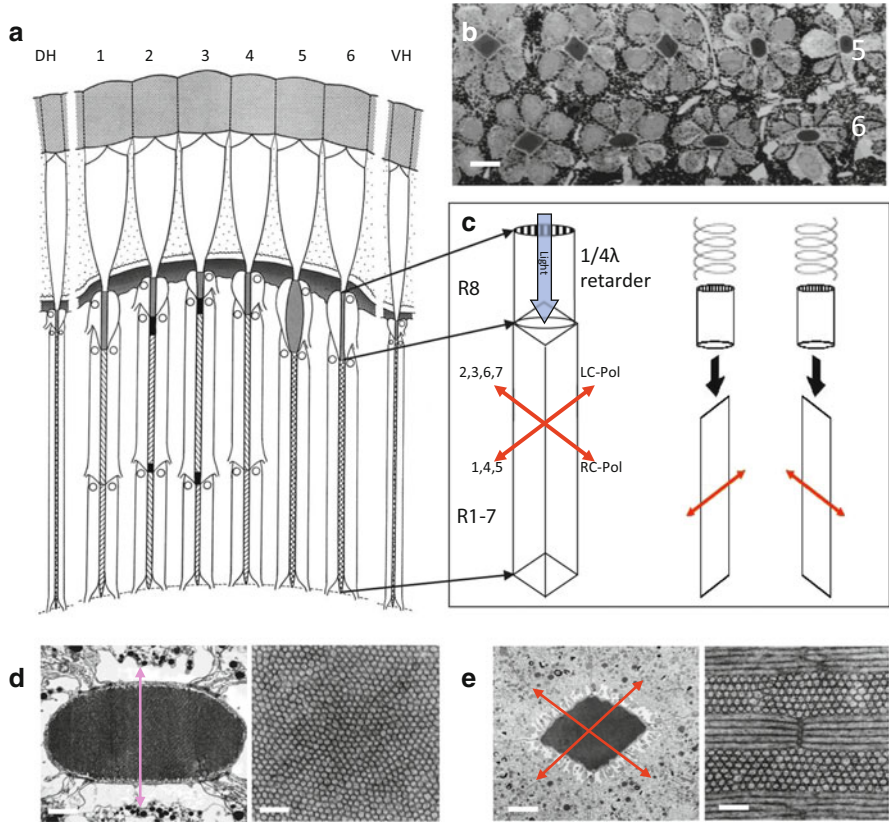 a
DH 1 2 3 4 5 6 VH
b
5
6
c
Light
1/4λ
retarder
R8
2,3,6,7 LC-Pol
1,4,5 RC-Pol
R1-7
d
e